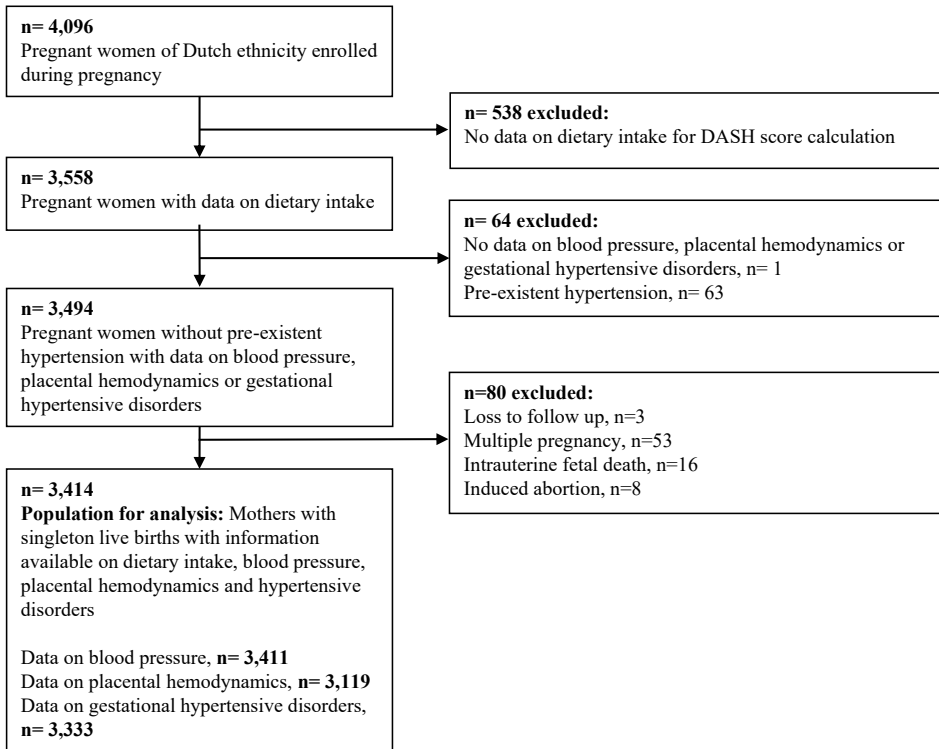 n= 4,096
Pregnant women of Dutch ethnicity enrolled
during pregnancy
n= 538 excluded:
No data on dietary intake for DASH score calculation
n= 3,558
Pregnant women with data on dietary intake
n= 64 excluded:
No data on blood pressure, placental hemodynamics or
gestational hypertensive disorders, n= 1
Pre-existent hypertension, n= 63
n= 3,494
Pregnant women without pre-existent
hypertension with data on blood pressure,
placental hemodynamics or gestational
hypertensive disorders
n=80 excluded:
Loss to follow up, n=3
Multiple pregnancy, n=53
Intrauterine fetal death, n=16
Induced abortion, n=8
n= 3,414
Population for analysis: Mothers with
singleton live births with information
available on dietary intake, blood pressure,
placental hemodynamics and hypertensive
disorders
Data on blood pressure, n= 3,411
Data on placental hemodynamics, n= 3,119
Data on gestational hypertensive disorders,
n= 3,333